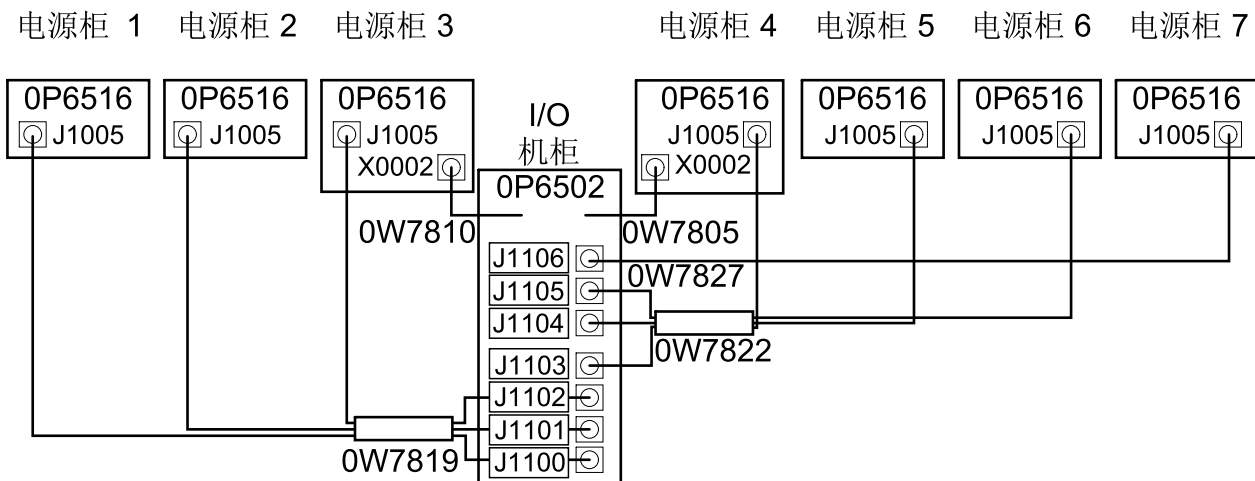 电源柜 1 电源柜 2 电源柜 3 电源柜 4 电源柜 5 电源柜 6 电源柜 7
0P6516 0P6516 0P6516 0P6516 0P6516 0P6516 0P6516
J1005 J1005 J1005 J1005 J1005 J1005 J1005
X0002 X0002
I/O
机柜
0P6502
0W7810 0W7805
J1106
0W7827
J1105
J1104
0W7822
J1103
J1102
J1101
0W7819
J1100